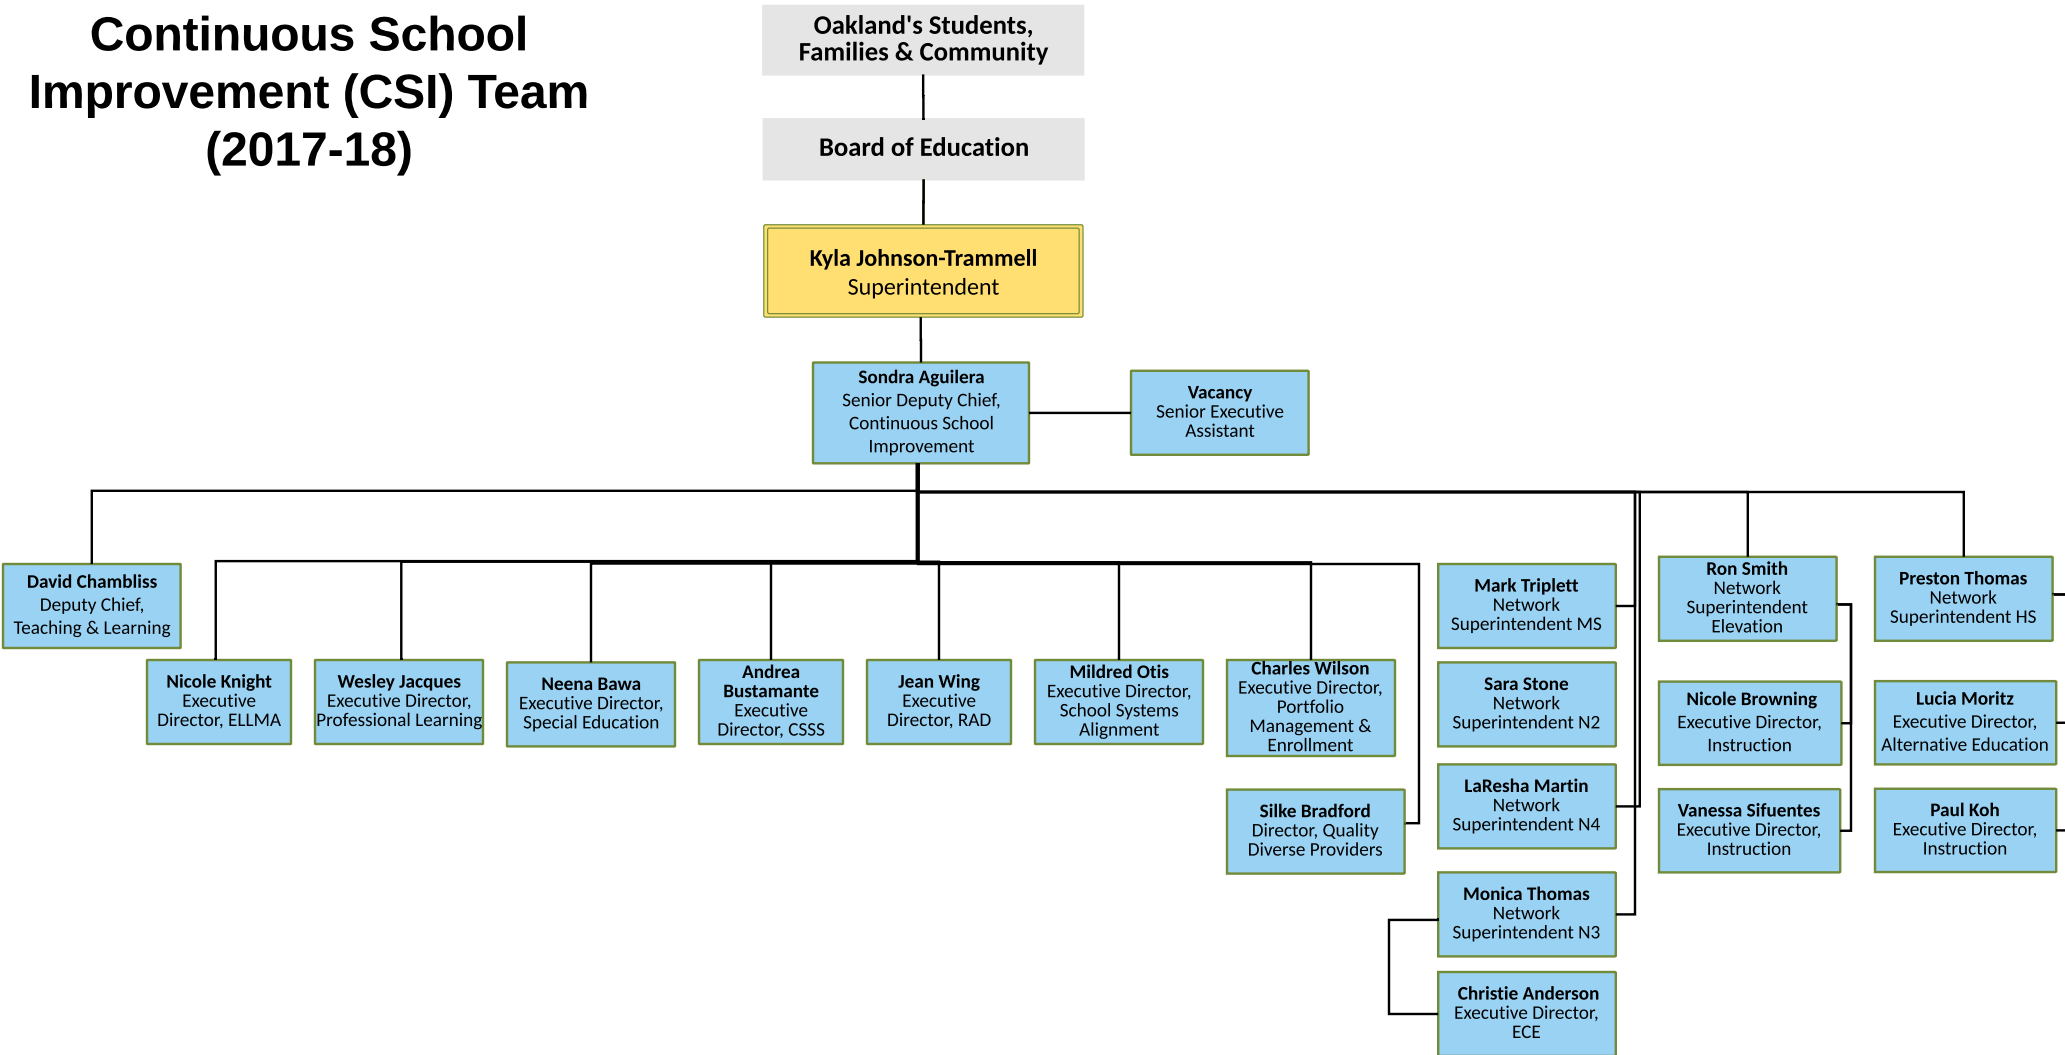 Continuous School
Improvement (CSI) Team
(2017-18)
Oakland's Students,
Families & Community
Board of Education
Kyla Johnson-Trammell
Superintendent
Sondra Aguilera
Senior Deputy Chief,
Continuous School
Improvement
Vacancy
Senior Executive
Assistant
David Chambliss
Deputy Chief,
Teaching & Learning
Nicole Knight
Executive
Director, ELLMA
Wesley Jacques
Executive Director,
Professional Learning
Neena Bawa
Executive Director,
Special Education
Andrea
Bustamante
Executive
Director, CSSS
Jean Wing
Executive
Director, RAD
Mildred Otis
Executive Director,
School Systems
Alignment
Charles Wilson
Executive Director,
Portfolio
Management &
Enrollment
Silke Bradford
Director, Quality
Diverse Providers
Mark Triplett
Network
Superintendent MS
Sara Stone
Network
Superintendent N2
LaResha Martin
Network
Superintendent N4
Monica Thomas
Network
Superintendent N3
Christie Anderson
Executive Director,
ECE
Ron Smith
Network
Superintendent
Elevation
Nicole Browning
Executive Director,
Instruction
Vanessa Sifuentes
Executive Director,
Instruction
Preston Thomas
Network
Superintendent HS
Lucia Moritz
Executive Director,
Alternative Education
Paul Koh
Executive Director,
Instruction